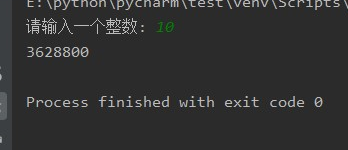 E:\python\pycharm\test\venv\Scripts\
请输入一个整数: 10
3628800
Process finished with exit code 0